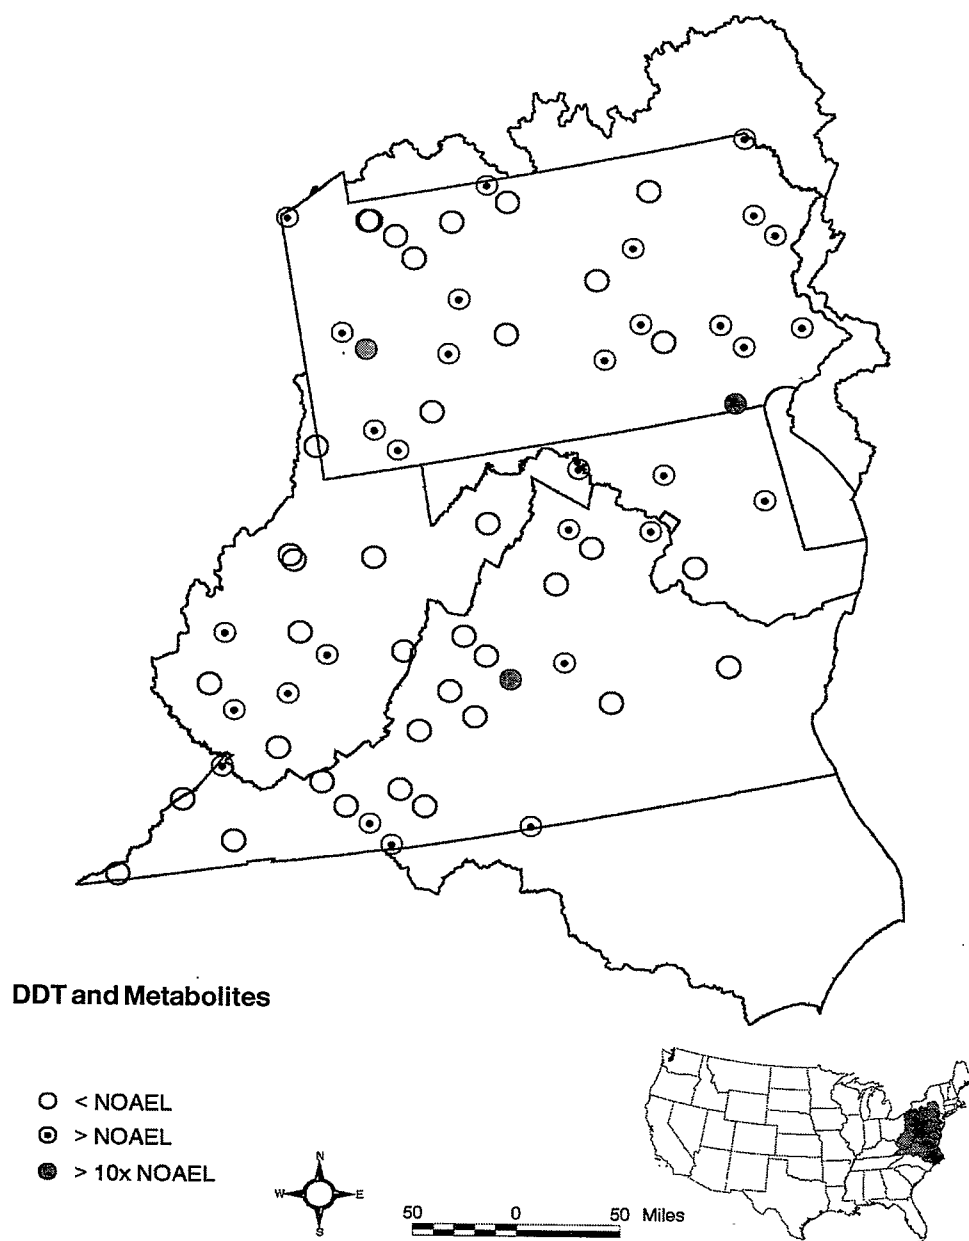 DDT and Metabolites
< NOAEL
> NOAEL
> 10x NOAEL
N
W E
S
50 0 50 Miles